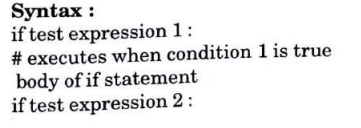 Syntax :
if test expression 1 :
# executes when condition 1 is true
body of if statement
if test expression 2 :